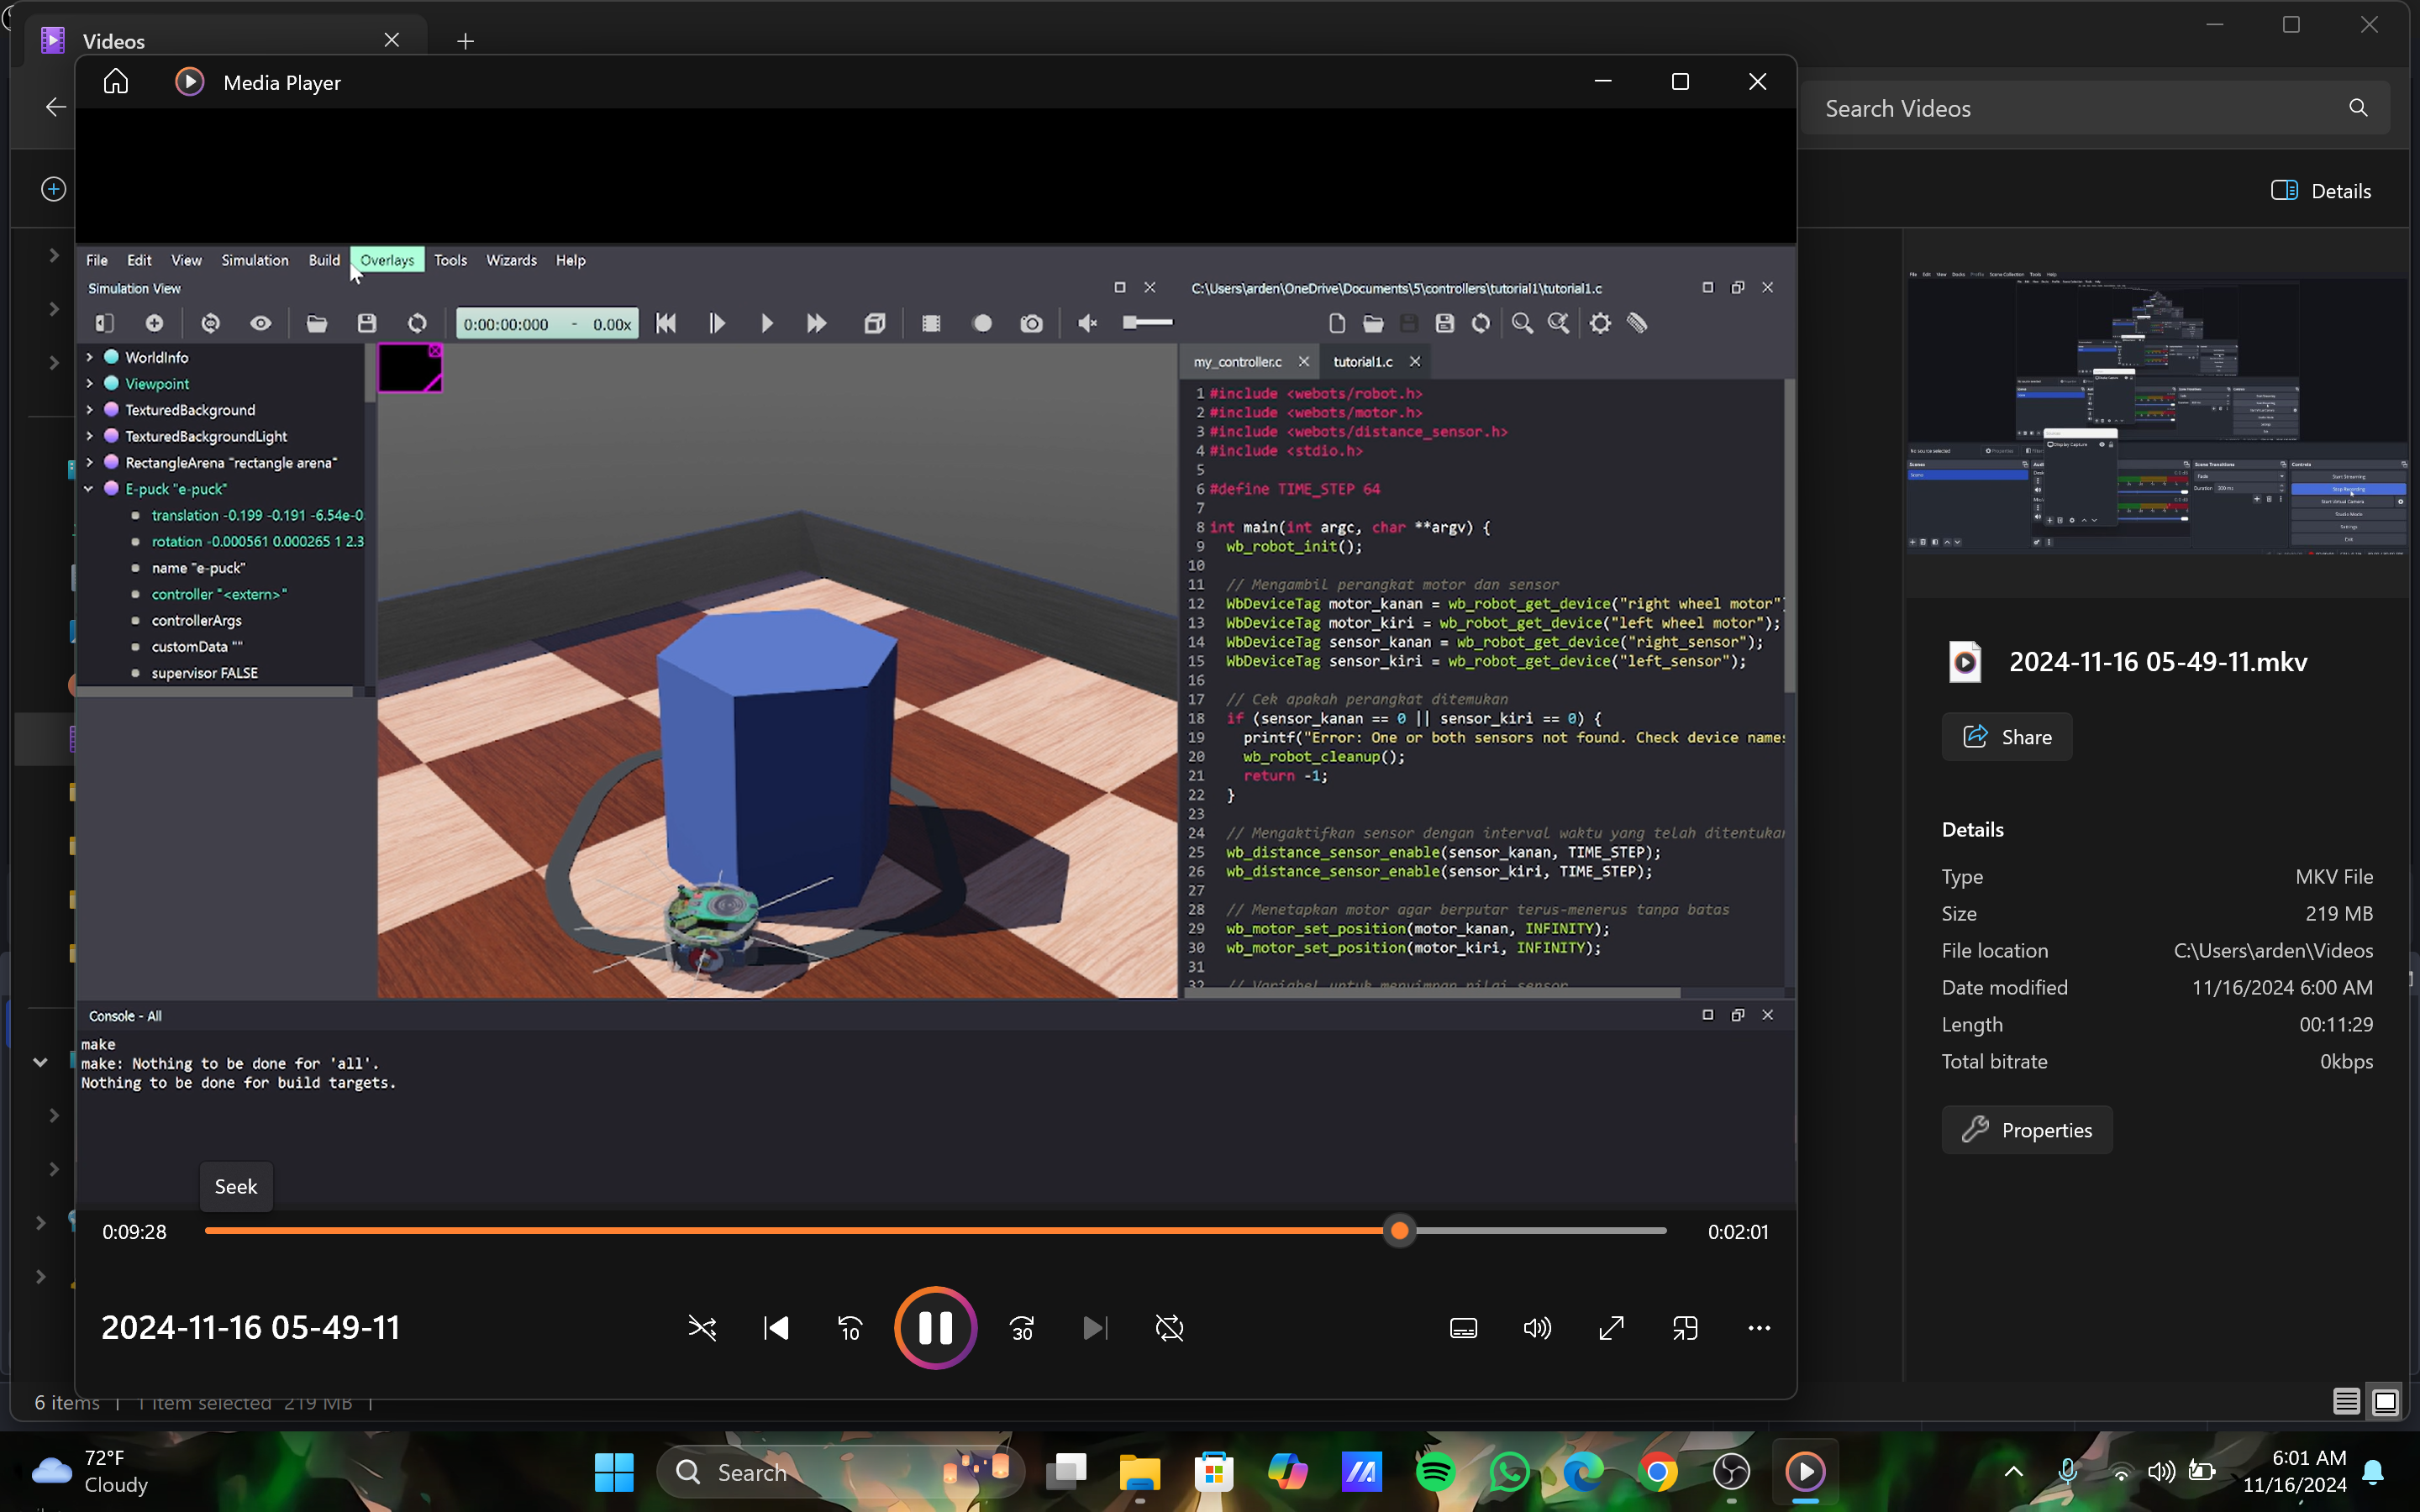 Videos
Media Player
Search Videos
Details
File Edit View Simulation Build Overlays Tools Wizards Help
Simulation View
C:\Users\arden\OneDrive\Documents\5\controllers\tutorial1\tutorial1.c
0:00:00:000 - 0.00x
WorldInfo
Viewpoint
TexturedBackground
TexturedBackgroundLight
RectangleArena "rectangle arena"
E-puck "e-puck"
translation -0.199 -0.191 -6.54e-0
rotation -0.000561 0.000265 1 2.3
name "e-puck"
controller "<extern>"
controllerArgs
customData ""
supervisor FALSE
my_controller.c tutorial1.c
1 #include <webots/robot.h>
2 #include <webots/motor.h>
3 #include <webots/distance_sensor.h>
4 #include <stdio.h>
5
6 #define TIME_STEP 64
7
8 int main(int argc, char **argv) {
9 wb_robot_init();
10
11 // Mengambil perangkat motor dan sensor
12 WbDeviceTag motor_kanan = wb_robot_get_device("right wheel motor")
13 WbDeviceTag motor_kiri = wb_robot_get_device("left wheel motor");
14 WbDeviceTag sensor_kanan = wb_robot_get_device("right_sensor");
15 WbDeviceTag sensor_kiri = wb_robot_get_device("left_sensor");
16
17 // Cek apakah perangkat ditemukan
18 if (sensor_kanan == 0 || sensor_kiri == 0) {
19 printf("Error: One or both sensors not found. Check device names
20 wb_robot_cleanup();
21 return -1;
22 }
23
24 // Mengaktifkan sensor dengan interval waktu yang telah ditentukan
25 wb_distance_sensor_enable(sensor_kanan, TIME_STEP);
26 wb_distance_sensor_enable(sensor_kiri, TIME_STEP);
27
28 // Menetapkan motor agar berputar terus-menerus tanpa batas
29 wb_motor_set_position(motor_kanan, INFINITY);
30 wb_motor_set_position(motor_kiri, INFINITY);
31
32 // Variabel untuk menyimpan nilai sensor
Console - All
make
make: Nothing to be done for 'all'.
Nothing to be done for build targets.
Seek
0:09:28
0:02:01
2024-11-16 05-49-11
10
30
2024-11-16 05-49-11.mkv
Share
Details
Type MKV File
Size 219 MB
File location C:\Users\arden\Videos
Date modified 11/16/2024 6:00 AM
Length 00:11:29
Total bitrate 0kbps
Properties
6 items 1 item selected 219 MB
72°F
Cloudy
Search
6:01 AM
11/16/2024